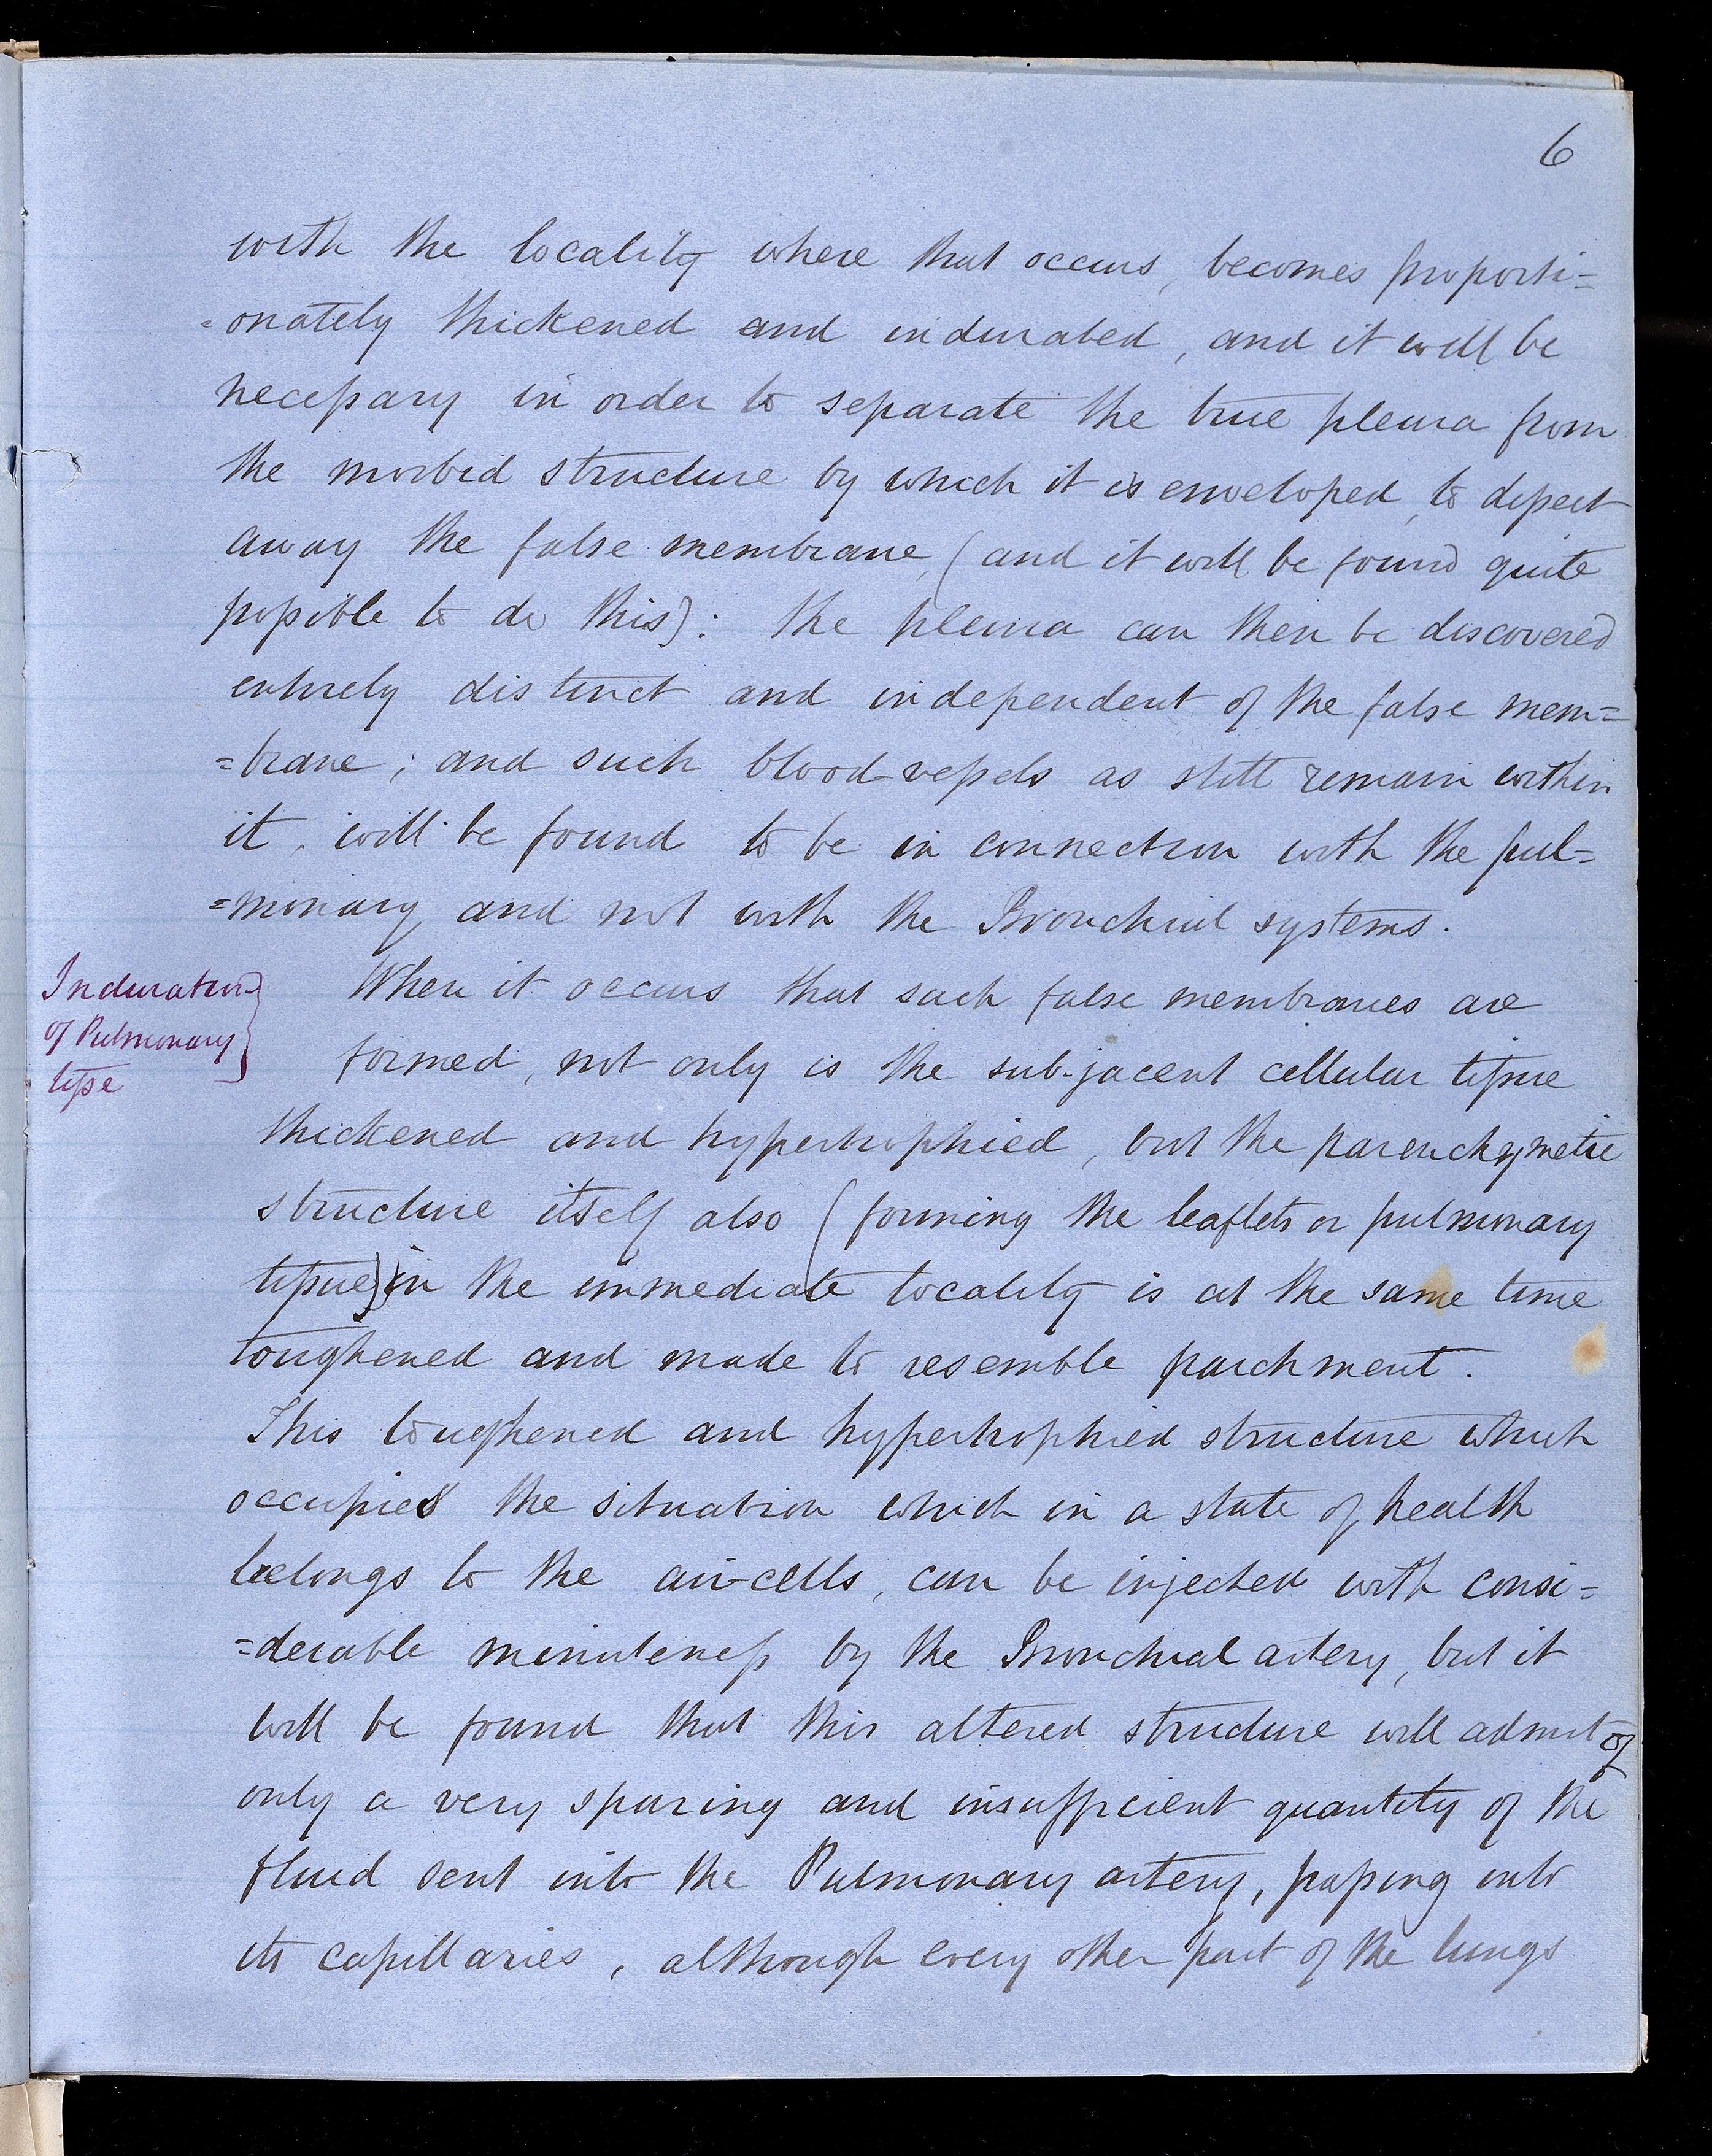 6
with the locality where that occurs, becomes proporti=
=onately thickened and indurated, and it will be
necessary in order to separate the true pleura from
the morbid structure by which it is enveloped, to dissect
away the false membrane, (and it will be found quite
possible to do this): the pleura can then be discovered
entirely distinct and independent of the false mem=
=brane; and such blood-vessels as still remain within
it, will be found to be in connection with the pul=
=monary and not with the Bronchial systems.
Induration
of Pulmonary
tisse
When it occurs that such false membranes are
formed, not only is the sub-jacent cellular tissue
thickened and hypertrophied, but the parenchymetic
structure itself also (forming the leaflets or pulmonary
tissue) in the immediate locality is at the same time
toughened and made to resemble parchment.
This toughened and hypertrophied structure which
occupies the situation which in a state of health
belongs to the air-cells, can be injected with consi=
=derable minuteness by the Bronchial artery, but it
will be found that this altered structure will admit of
only a very sparing and insufficient quantity of the
fluid sent into the Pulmonary artery, passing into
its capillaries, although every other part of the lungs